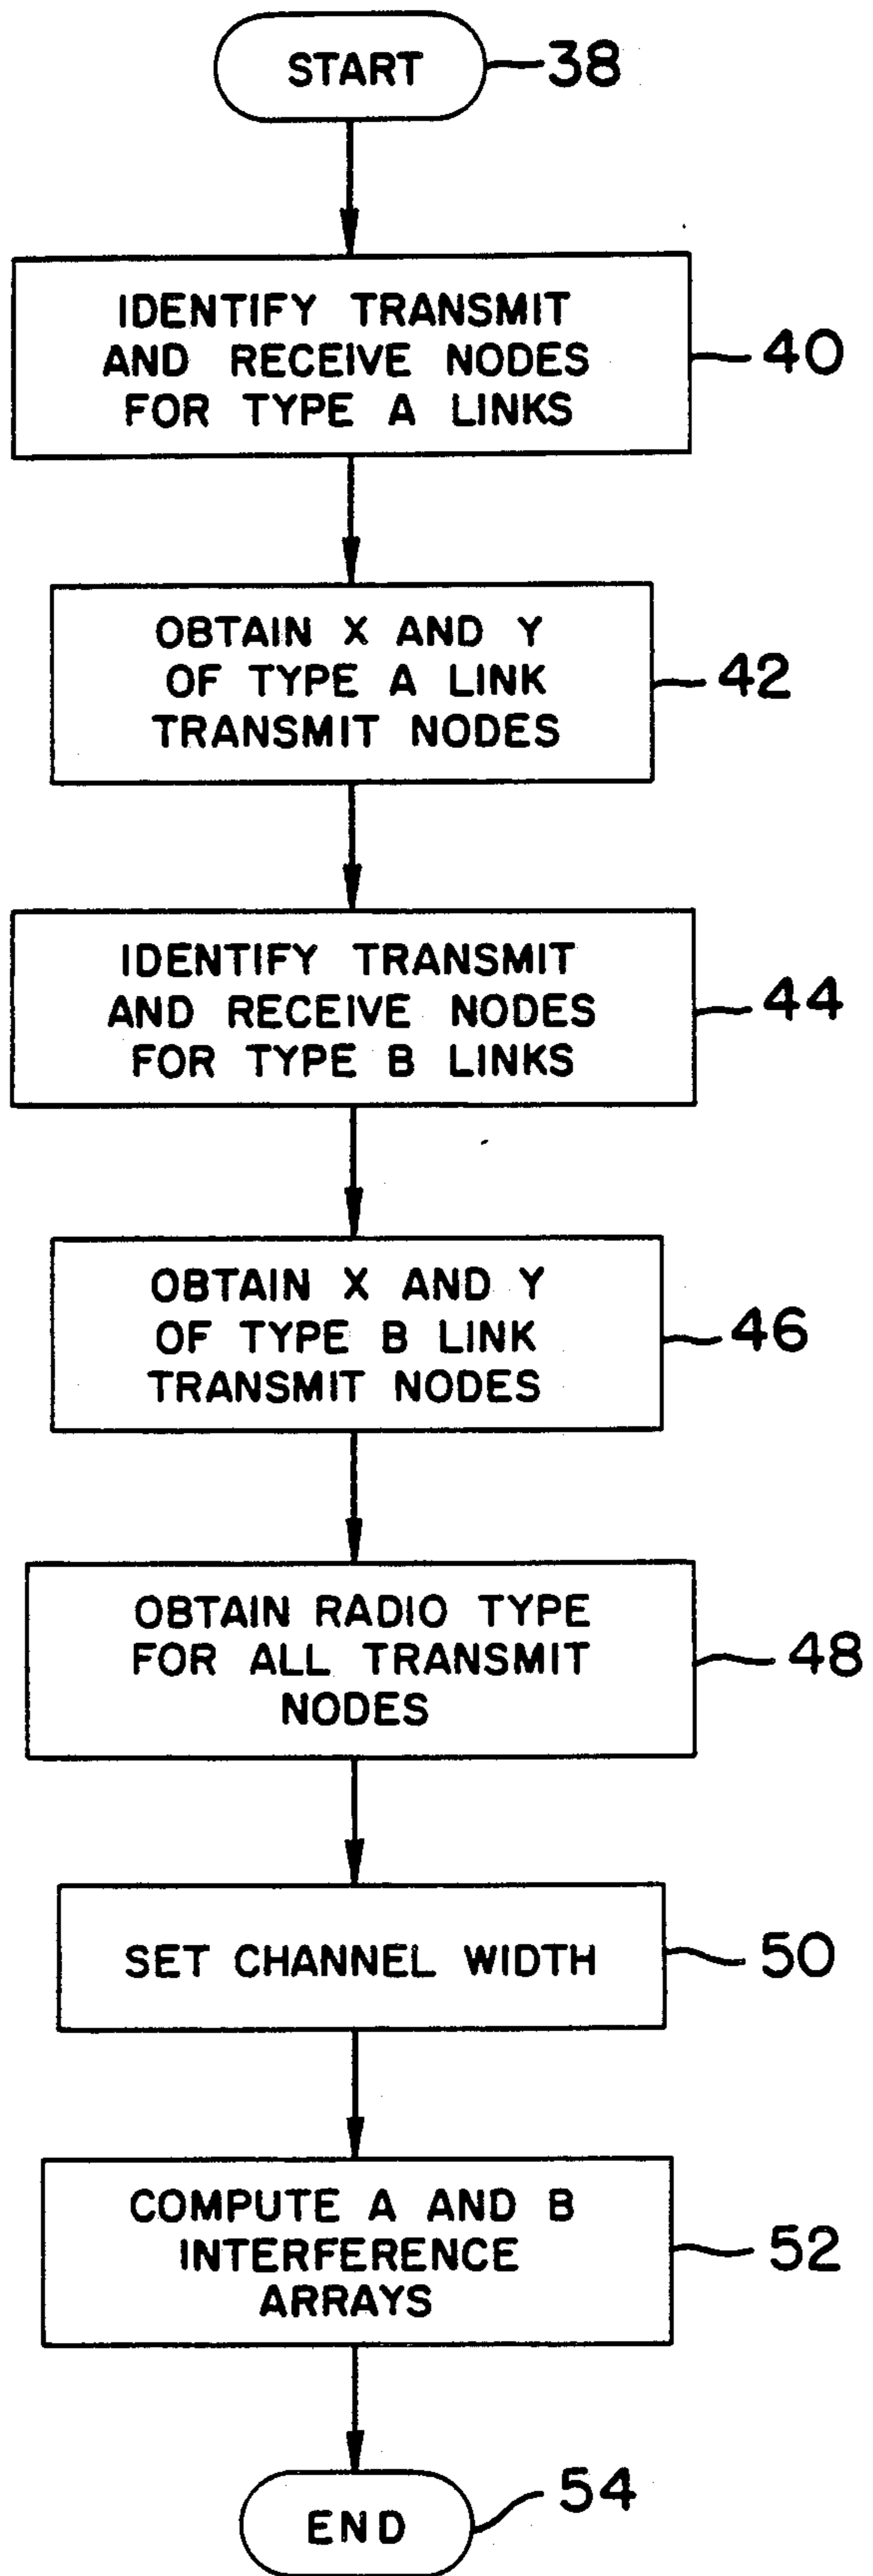 START
38
IDENTIFY TRANSMIT
AND RECEIVE NODES
FOR TYPE A LINKS
40
OBTAIN X AND Y
OF TYPE A LINK
TRANSMIT NODES
42
IDENTIFY TRANSMIT
AND RECEIVE NODES
FOR TYPE B LINKS
44
OBTAIN X AND Y
OF TYPE B LINK
TRANSMIT NODES
46
OBTAIN RADIO TYPE
FOR ALL TRANSMIT
NODES
48
SET CHANNEL WIDTH
50
COMPUTE A AND B
INTERFERENCE
ARRAYS
52
END
54